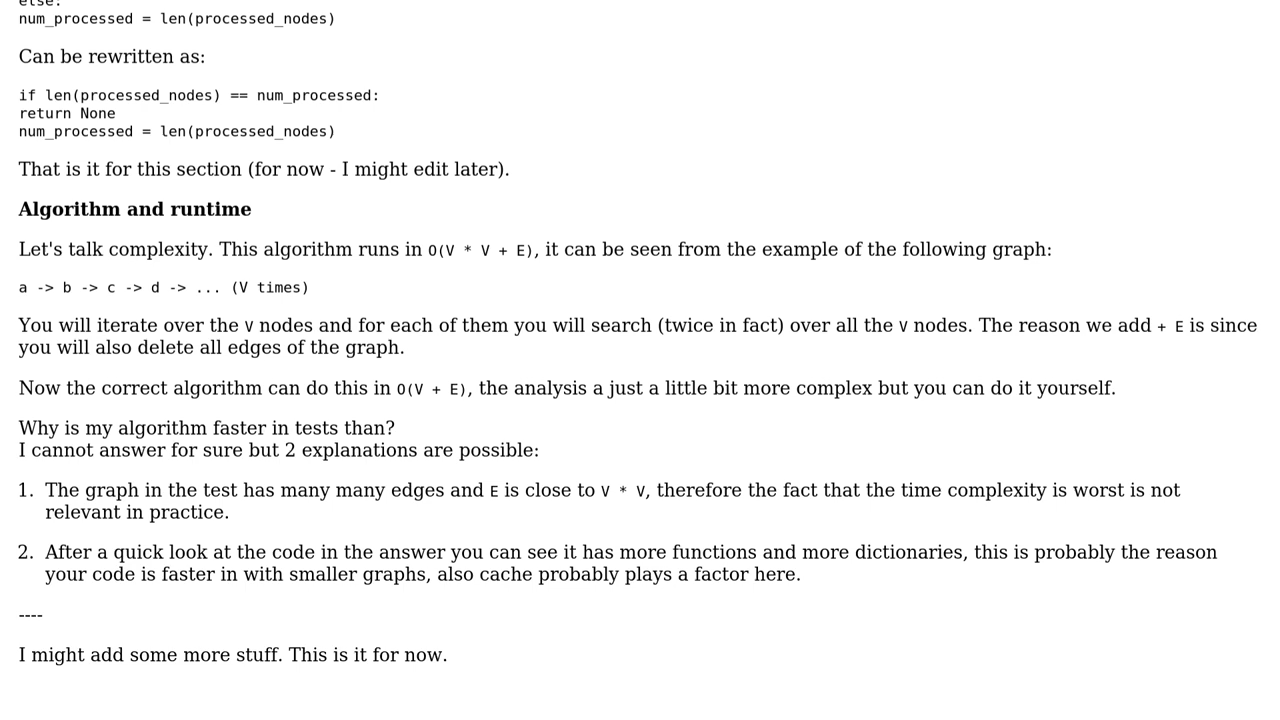 else:
num_processed = len(processed_nodes)
Can be rewritten as:
if len(processed_nodes) == num_processed:
return None
num_processed = len(processed_nodes)
That is it for this section (for now - I might edit later).
Algorithm and runtime
Let's talk complexity. This algorithm runs in O(V * V + E), it can be seen from the example of the following graph:
a -> b -> c -> d -> ... (V times)
You will iterate over the V nodes and for each of them you will search (twice in fact) over all the V nodes. The reason we add + E is since
you will also delete all edges of the graph.
Now the correct algorithm can do this in O(V + E), the analysis a just a little bit more complex but you can do it yourself.
Why is my algorithm faster in tests than?
I cannot answer for sure but 2 explanations are possible:
1. The graph in the test has many many edges and E is close to V * V, therefore the fact that the time complexity is worst is not
relevant in practice.
2. After a quick look at the code in the answer you can see it has more functions and more dictionaries, this is probably the reason
your code is faster in with smaller graphs, also cache probably plays a factor here.
----
I might add some more stuff. This is it for now.